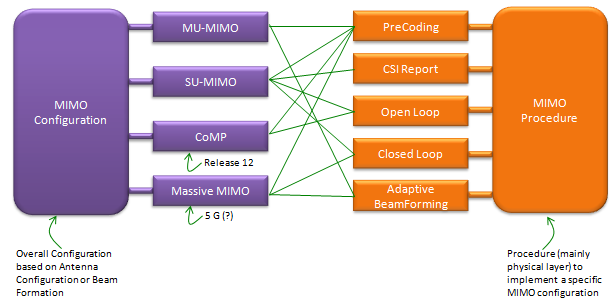 MIMO
Configuration
MU-MIMO
SU-MIMO
CoMP
Release 12
Massive MIMO
5 G (?)
PreCoding
CSI Report
Open Loop
Closed Loop
Adaptive
BeamForming
MIMO
Procedure
Overall Configuration
based on Antenna
Configuration or Beam
Formation
Procedure (mainly
physical layer) to
implement a specific
MIMO configuration